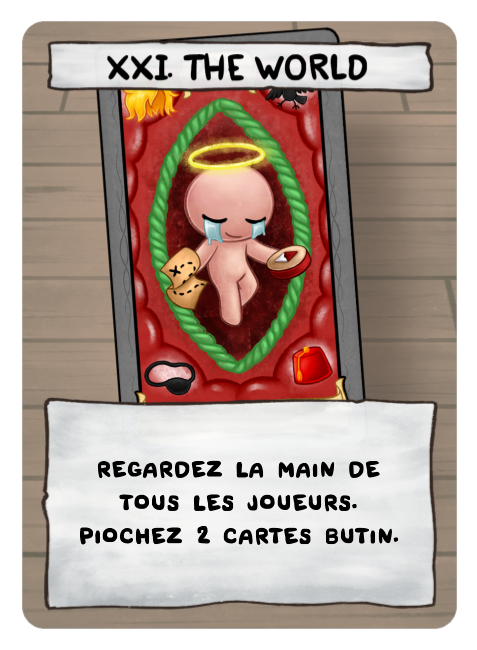 XXI. THE WORLD
REGARDEZ LA MAIN DE
TOUS LES JOUEURS.
PIOCHEZ 2 CARTES BUTIN.